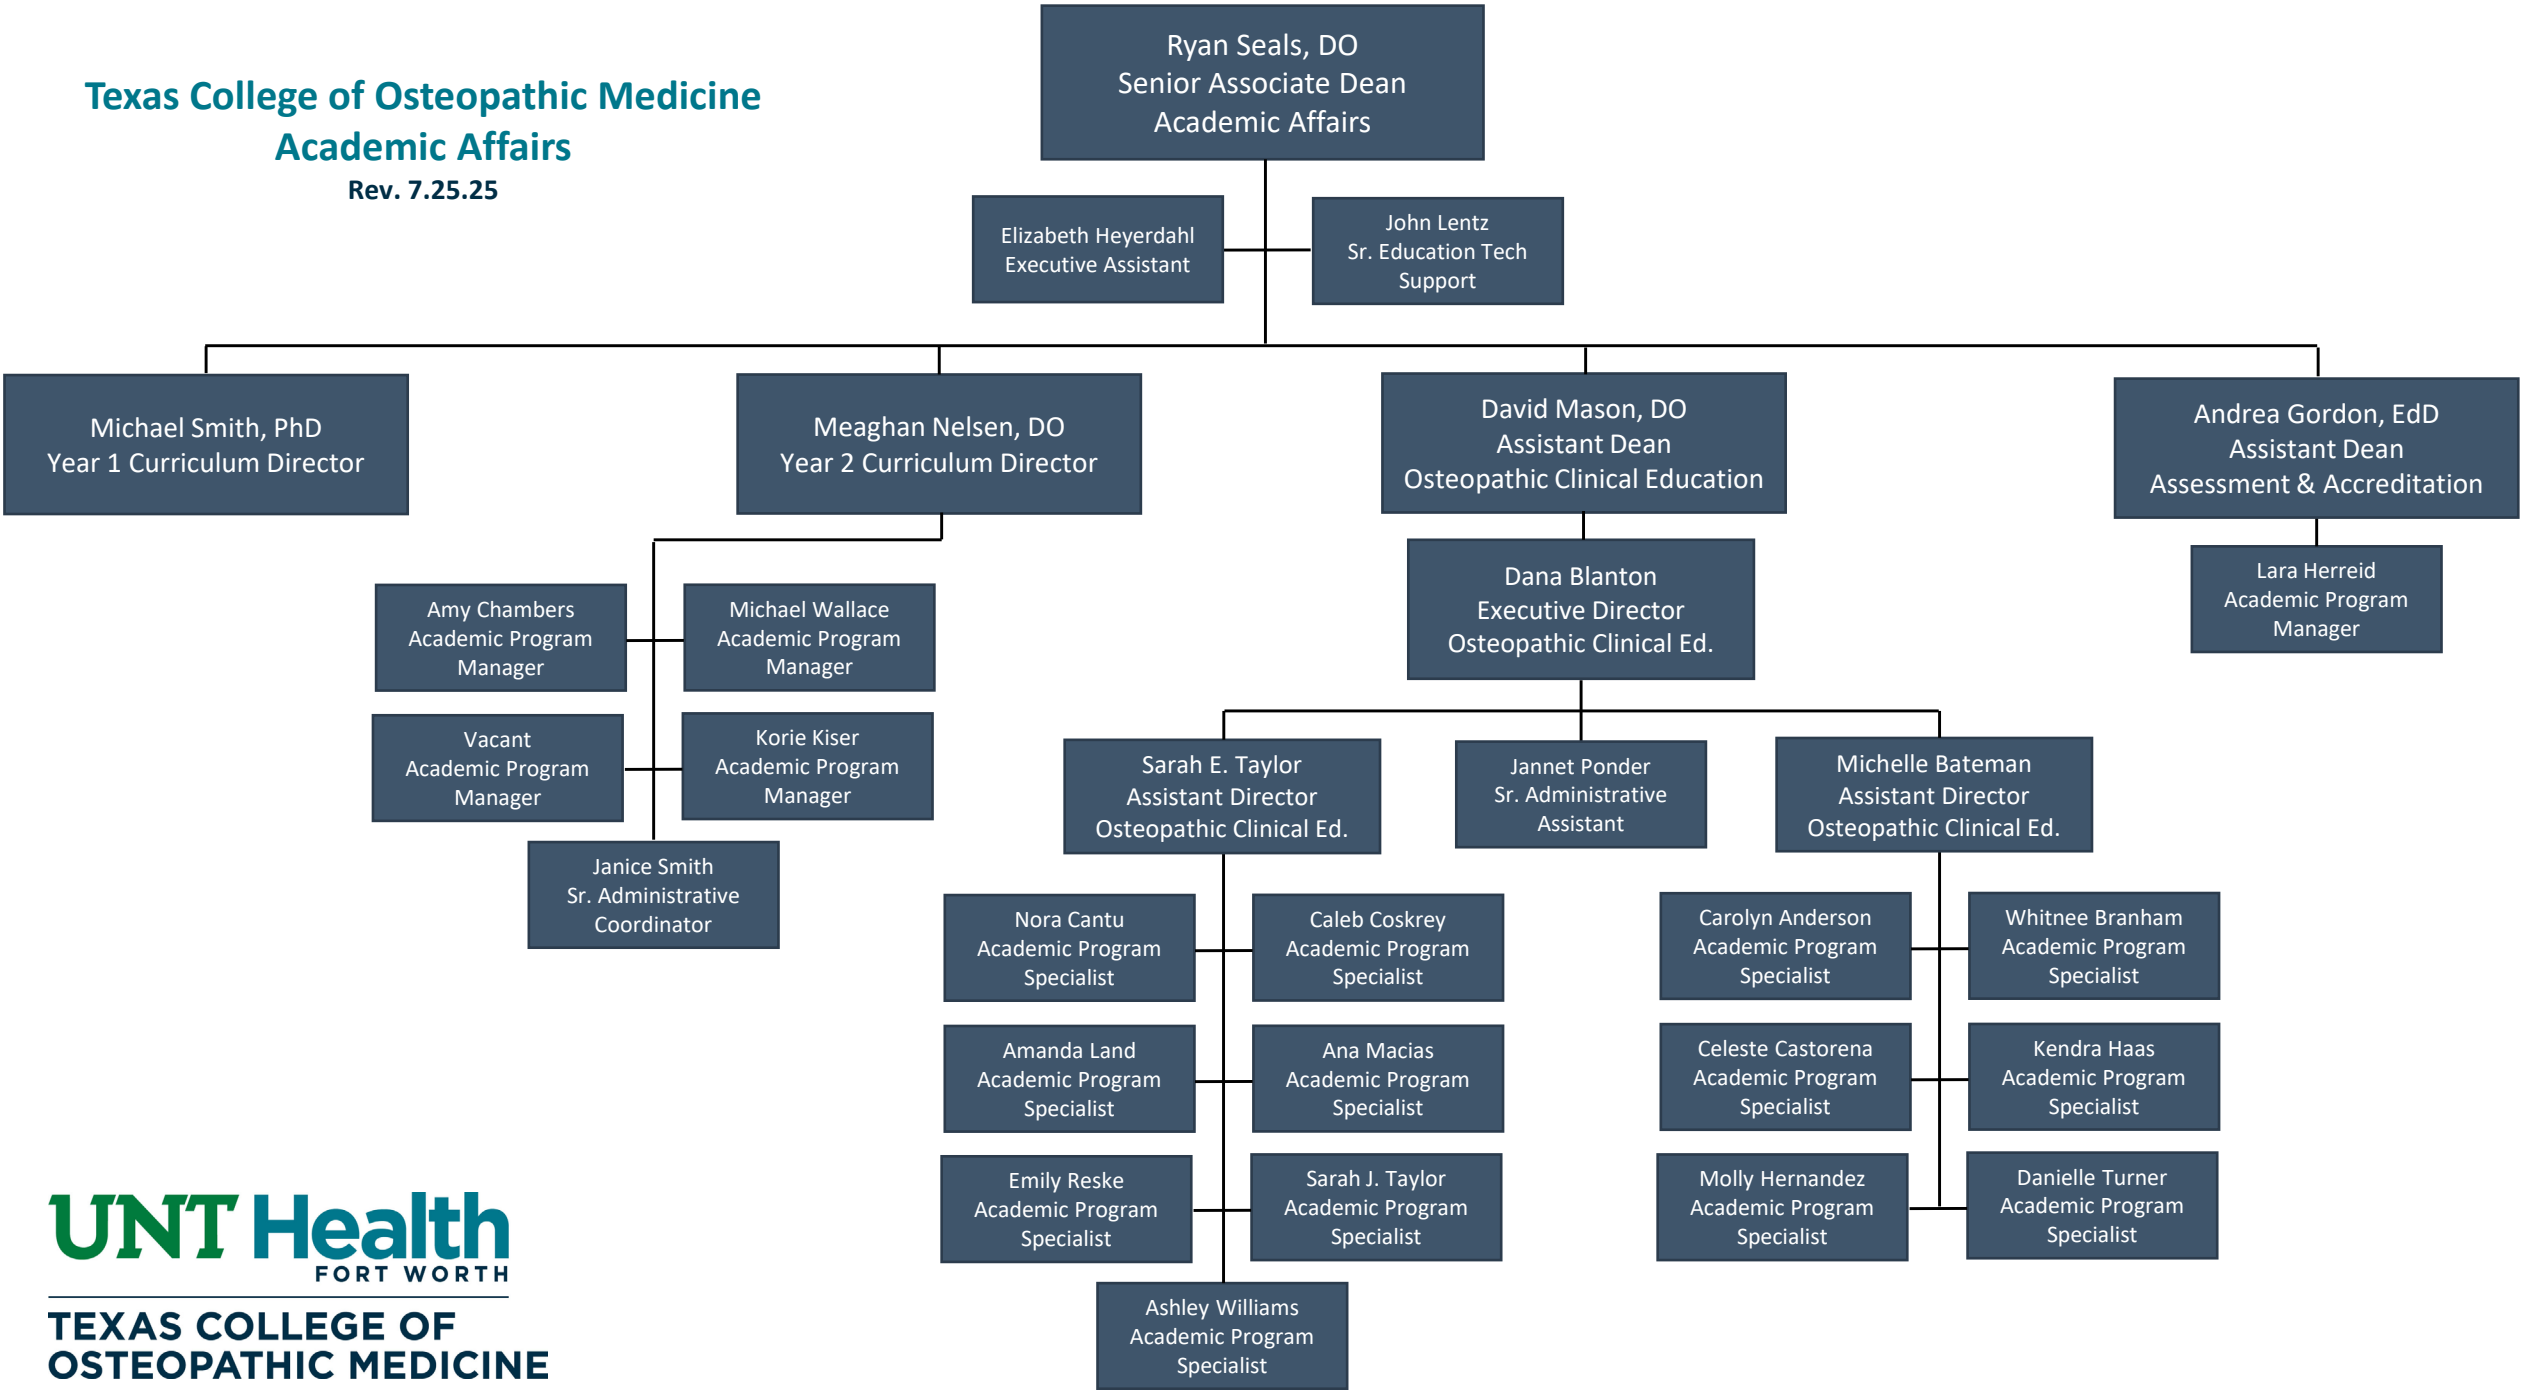 Texas College of Osteopathic Medicine
Academic Affairs
Rev. 7.25.25
Ryan Seals, DO
Senior Associate Dean
Academic Affairs
Elizabeth Heyerdahl
Executive Assistant
John Lentz
Sr. Education Tech
Support
Michael Smith, PhD
Year 1 Curriculum Director
Meaghan Nelsen, DO
Year 2 Curriculum Director
David Mason, DO
Assistant Dean
Osteopathic Clinical Education
Andrea Gordon, EdD
Assistant Dean
Assessment & Accreditation
Amy Chambers
Academic Program
Manager
Michael Wallace
Academic Program
Manager
Vacant
Academic Program
Manager
Korie Kiser
Academic Program
Manager
Janice Smith
Sr. Administrative
Coordinator
Dana Blanton
Executive Director
Osteopathic Clinical Ed.
Lara Herreid
Academic Program
Manager
Sarah E. Taylor
Assistant Director
Osteopathic Clinical Ed.
Jannet Ponder
Sr. Administrative
Assistant
Michelle Bateman
Assistant Director
Osteopathic Clinical Ed.
Nora Cantu
Academic Program
Specialist
Caleb Coskrey
Academic Program
Specialist
Amanda Land
Academic Program
Specialist
Ana Macias
Academic Program
Specialist
Emily Reske
Academic Program
Specialist
Sarah J. Taylor
Academic Program
Specialist
Ashley Williams
Academic Program
Specialist
Carolyn Anderson
Academic Program
Specialist
Whitnee Branham
Academic Program
Specialist
Celeste Castorena
Academic Program
Specialist
Kendra Haas
Academic Program
Specialist
Molly Hernandez
Academic Program
Specialist
Danielle Turner
Academic Program
Specialist
UNT Health
FORT WORTH
TEXAS COLLEGE OF
OSTEOPATHIC MEDICINE